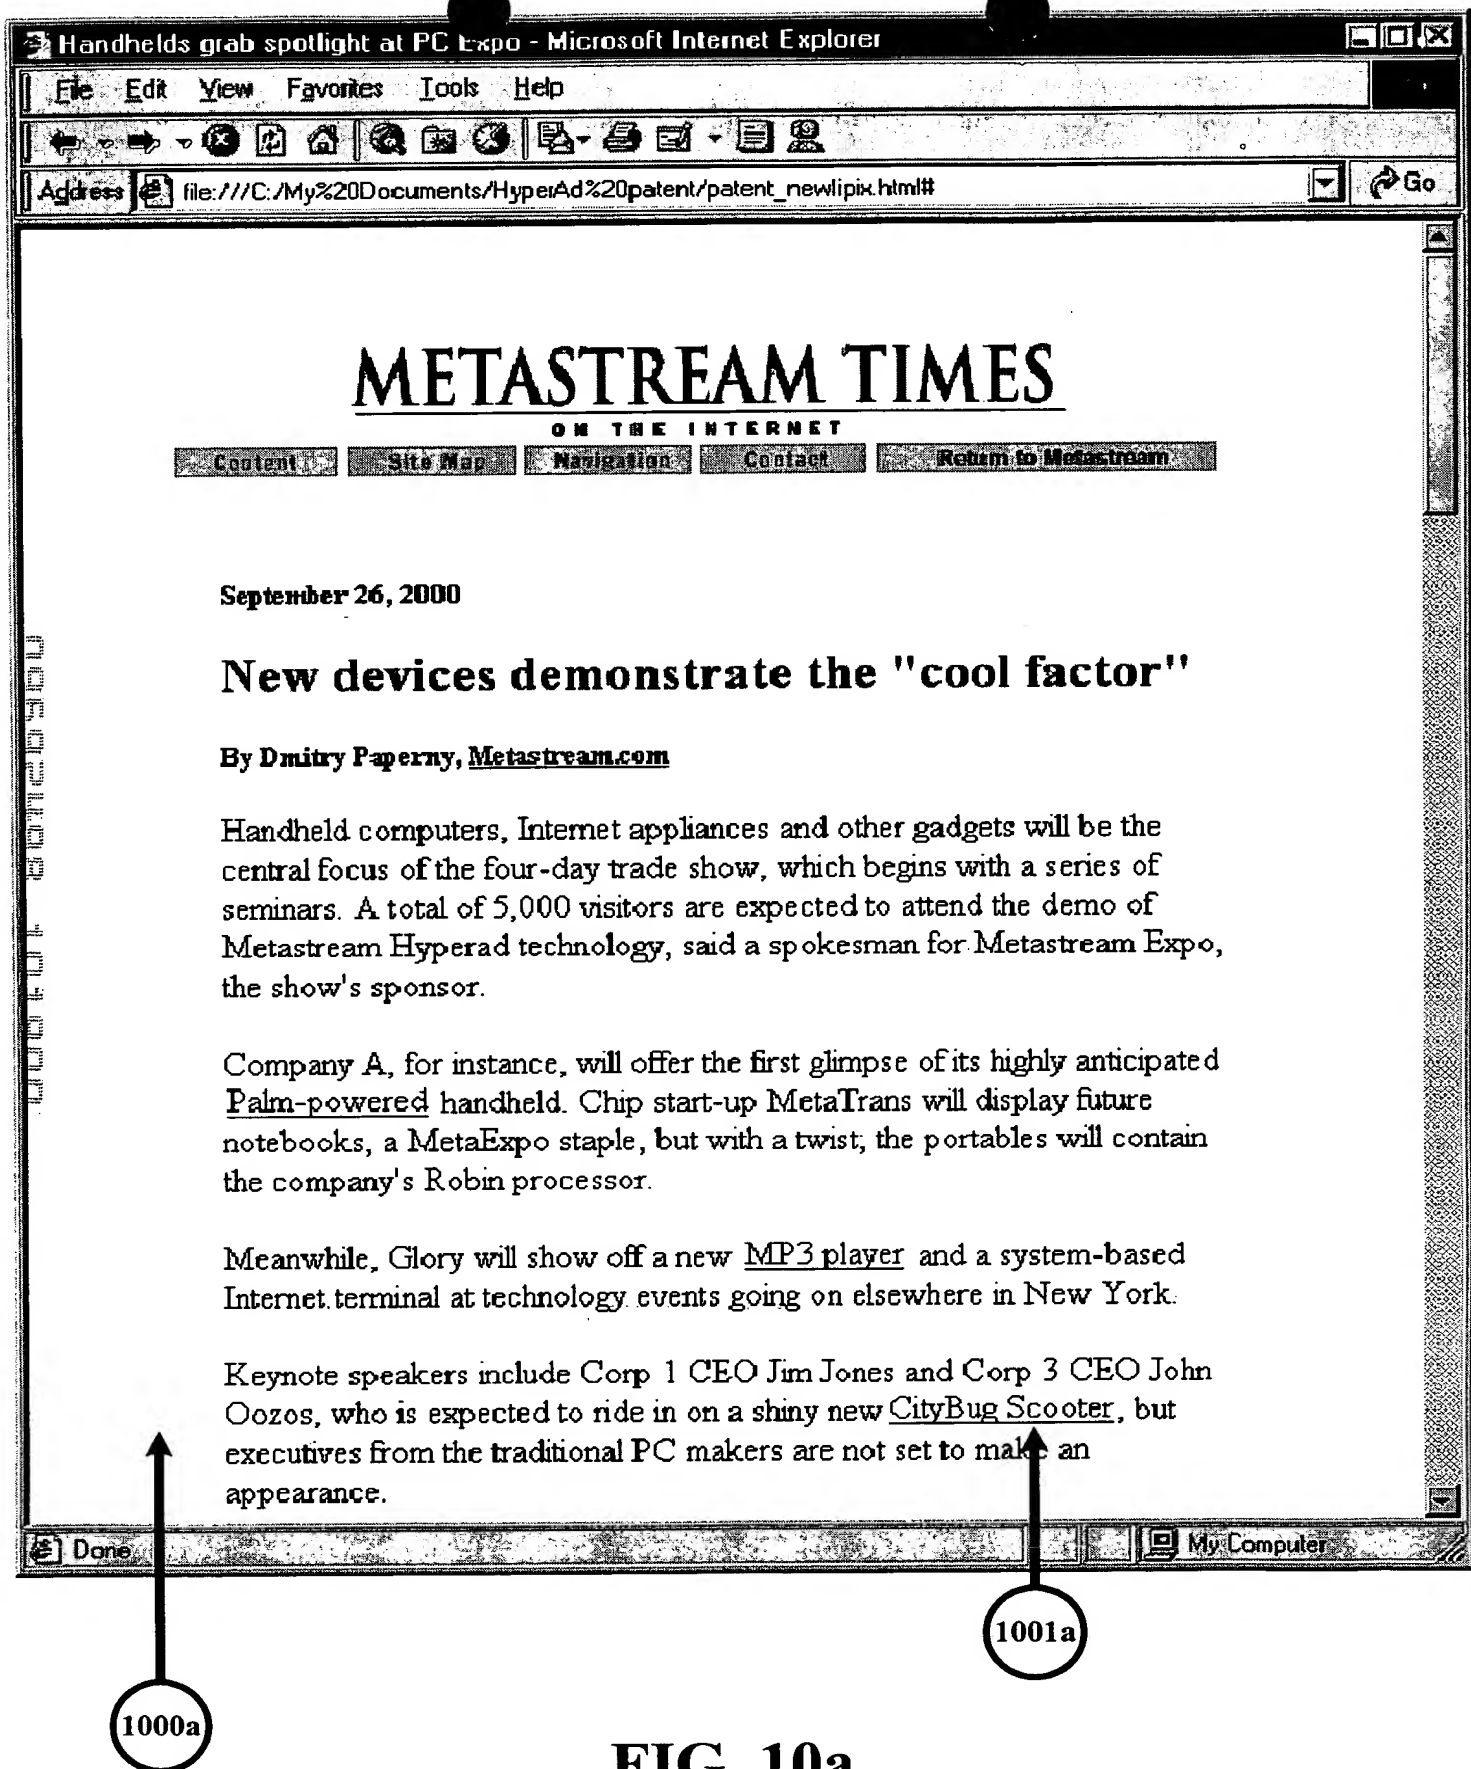 Handhelds grab spotlight at PC Expo - Microsoft Internet Explorer
File Edit View Favorites Tools Help
Address file:///C:/My%20Documents/HyperAd%20patent/patent_newlipix.html# Go
METASTREAM TIMES
ON THE INTERNET
Content Site Map Navigation Contact Return to Metastream
September 26, 2000
New devices demonstrate the "cool factor"
By Dmitry Paperny, Metastream.com
Handheld computers, Internet appliances and other gadgets will be the
central focus of the four-day trade show, which begins with a series of
seminars. A total of 5,000 visitors are expected to attend the demo of
Metastream Hyperad technology, said a spokesman for Metastream Expo,
the show's sponsor.
Company A, for instance, will offer the first glimpse of its highly anticipated
Palm-powered handheld. Chip start-up MetaTrans will display future
notebooks, a MetaExpo staple, but with a twist; the portables will contain
the company's Robin processor.
Meanwhile, Glory will show off a new MP3 player and a system-based
Internet terminal at technology events going on elsewhere in New York.
Keynote speakers include Corp 1 CEO Jim Jones and Corp 3 CEO John
Oozos, who is expected to ride in on a shiny new CityBug Scooter, but
executives from the traditional PC makers are not set to make an
appearance.
Done My Computer
1001a
1000a
FIG. 10a